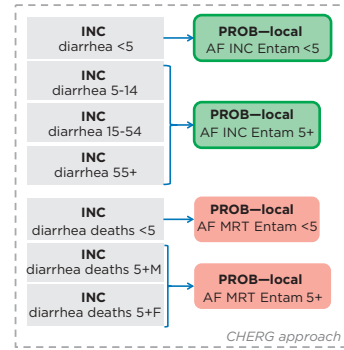 INC
diarrhea <5
PROB—local
AF INC Entam <5
INC
diarrhea 5-14
INC
diarrhea 15-54
PROB—local
AF INC Entam 5+
INC
diarrhea 55+
INC
diarrhea deaths <5
PROB—local
AF MRT Entam <5
INC
diarrhea deaths 5+M
INC
diarrhea deaths 5+F
PROB—local
AF MRT Entam 5+
CHERG approach